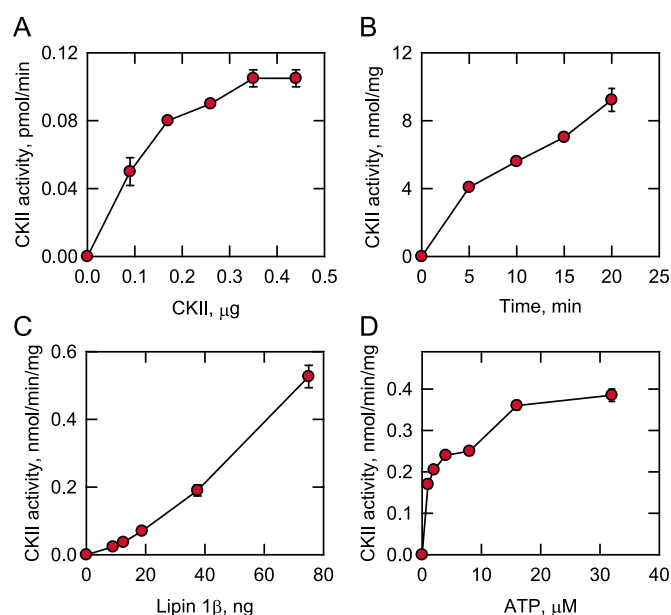 A
CKII activity, pmol/min
0.12
0.08
0.04
0.00
0.0 0.1 0.2 0.3 0.4 0.5
CKII, μg
B
CKII activity, nmol/mg
12
8
4
0
0 5 10 15 20 25
Time, min
C
CKII activity, nmol/min/mg
0.6
0.4
0.2
0.0
0 20 40 60 80
Lipin 1β, ng
D
CKII activity, nmol/min/mg
0.4
0.3
0.2
0.1
0.0
0 10 20 30 40
ATP, μM